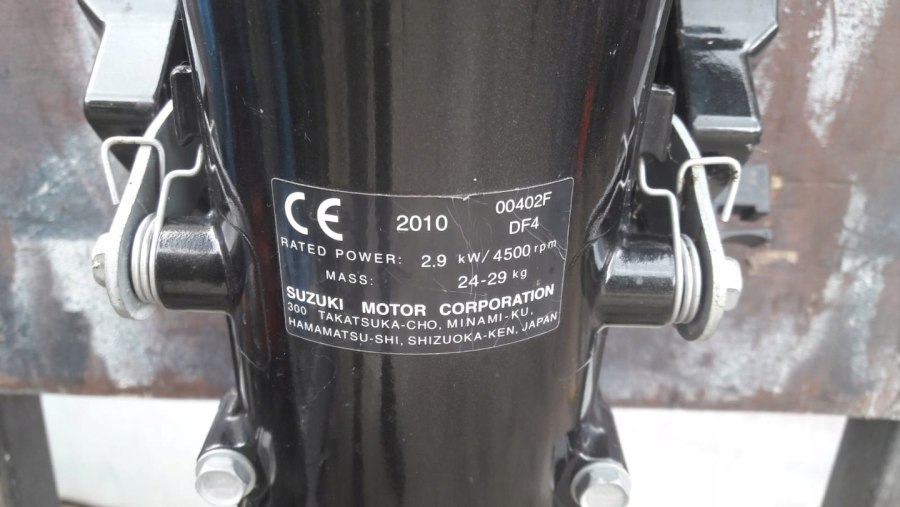 CE 2010 00402F
DF4
RATED POWER: 2.9 kW/4500 rpm
MASS: 24-29 kg
SUZUKI MOTOR CORPORATION
300 TAKATSUKA-CHO, MINAMI-KU,
HAMAMATSU-SHI, SHIZUOKA-KEN, JAPAN